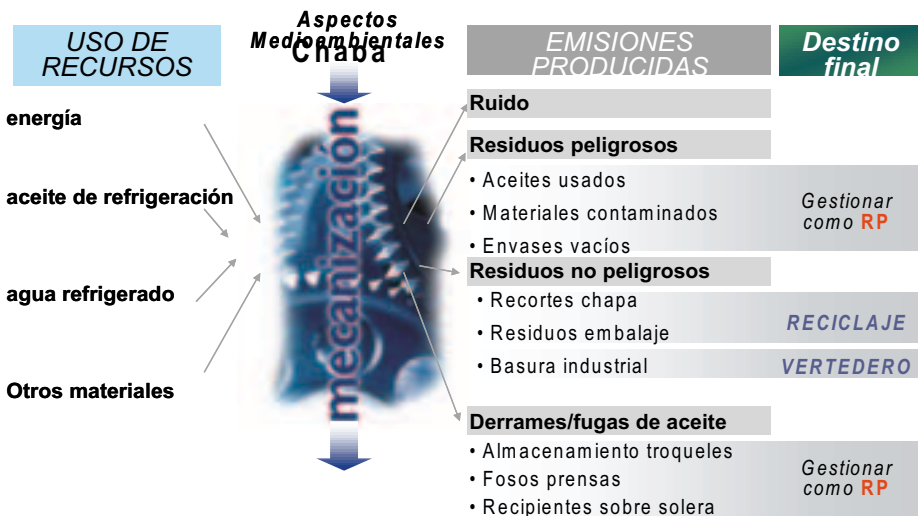 USO DE
RECURSOS
Aspectos
Medioambientales
Chaba
EMISIONES
PRODUCIDAS
Destino
final
energía
aceite de refrigeración
agua refrigerado
Otros materiales
mecanización
Ruido
Residuos peligrosos
• Aceites usados
• Materiales contaminados
• Envases vacíos
Gestionar
como RP
Residuos no peligrosos
• Recortes chapa
• Residuos embalaje
RECICLAJE
• Basura industrial
VERTEDERO
Derrames/fugas de aceite
• Almacenamiento troqueles
• Fosos prensas
• Recipientes sobre solera
Gestionar
como RP